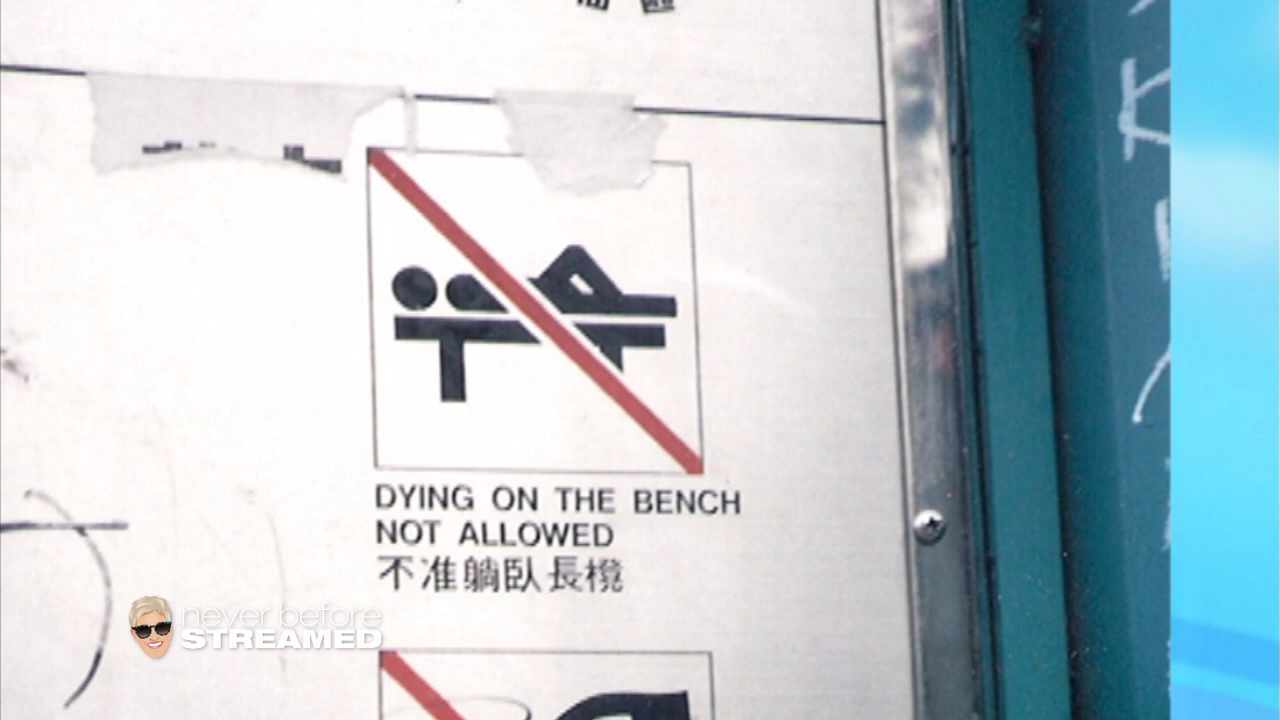 DYING ON THE BENCH
NOT ALLOWED
不准躺臥長櫈
never before
STREAMED